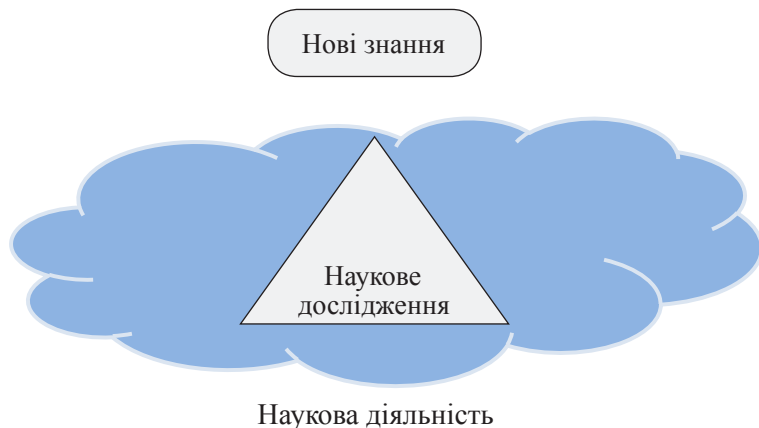 Нові знання
Наукове
дослідження
Наукова діяльність